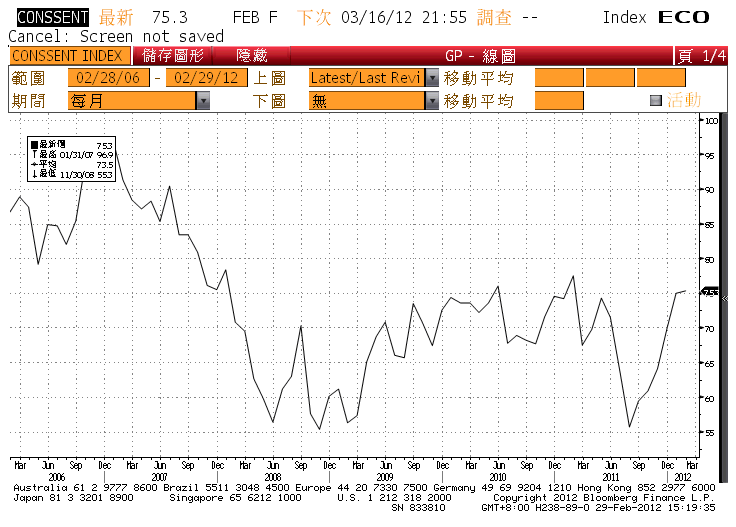 CONSSENT 最新 75.3 FEB F 下次 03/16/12 21:55 調查 -- Index ECO
Cancel: Screen not saved
CONSSENT INDEX 儲存圖形 隱藏 GP - 線圖 頁 1/4
範圍 02/28/06 - 02/29/12 上圖 Latest/Last Revi 移動平均
期間 每月 下圖 無 移動平均 活動
最新價 753
最高 01/31/07 96.9
平均 73.5
最低 11/30/08 553
100
95
90
85
80
753
70
65
60
55
Mar Jun Sep Dec Mar Jun Sep Dec Mar Jun Sep Dec Mar Jun Sep Dec Mar Jun Sep Dec Mar Jun Sep Dec Mar
2006 2007 2008 2009 2010 2011 2012
Australia 61 2 9777 8600 Brazil 5511 3048 4500 Europe 44 20 7330 7500 Germany 49 69 9204 1210 Hong Kong 852 2977 6000
Japan 81 3 3201 8900 Singapore 65 6212 1000 U.S. 1 212 318 2000 Copyright 2012 Bloomberg Finance L.P.
SN 833810 GMT+8:00 H238-89-0 29-Feb-2012 15:19:35